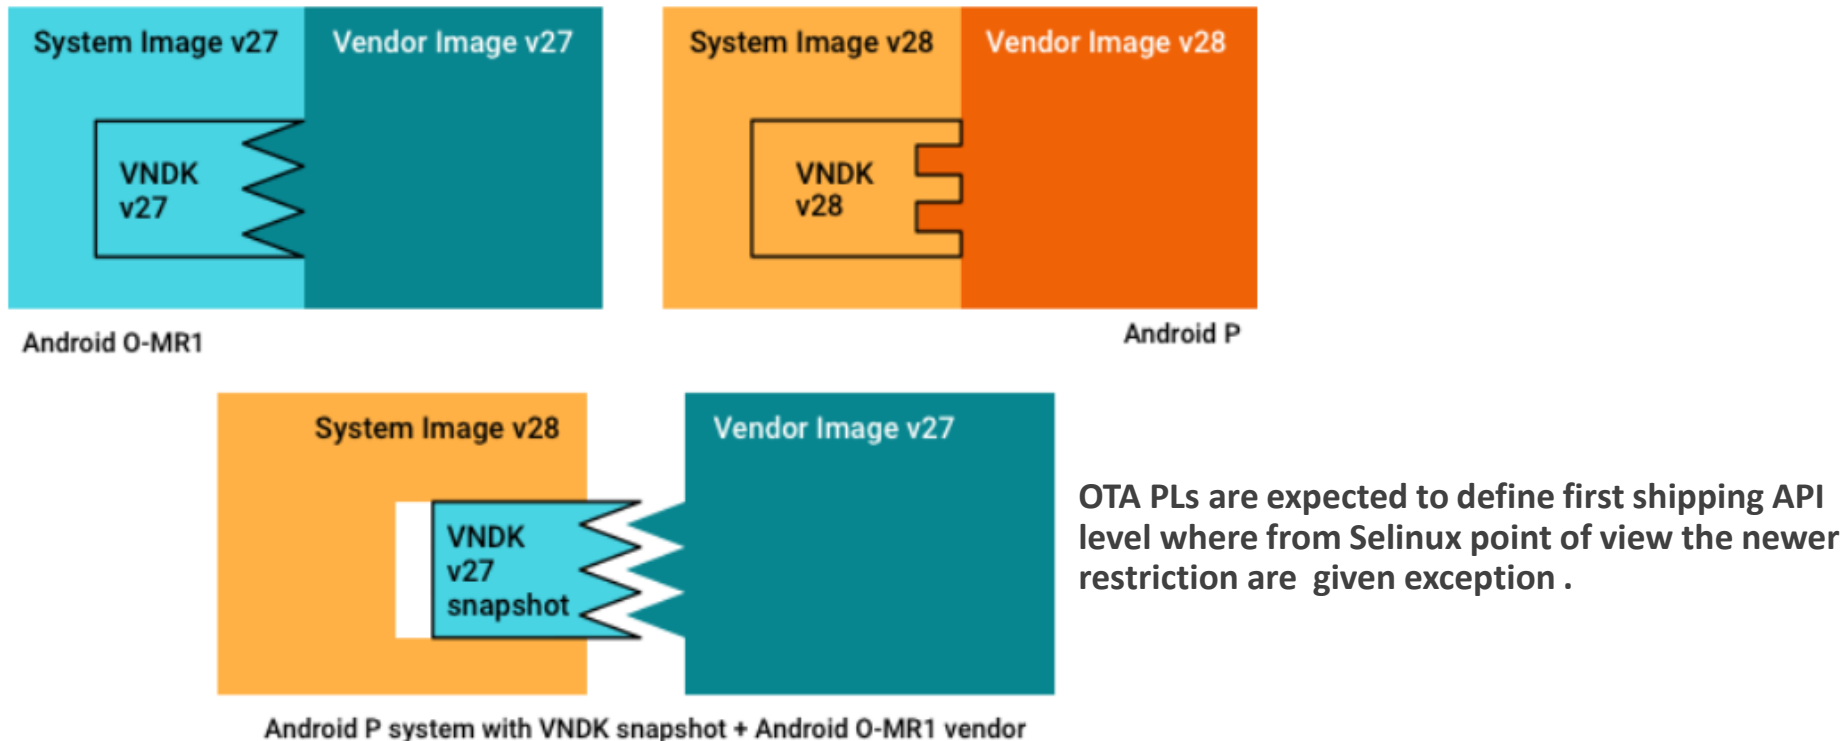 System Image v27
Vendor Image v27
VNDK
v27
Android O-MR1
System Image v28
Vendor Image v28
VNDK
v28
Android P
System Image v28
Vendor Image v27
VNDK
v27
snapshot
Android P system with VNDK snapshot + Android O-MR1 vendor
OTA PLs are expected to define first shipping API
level where from Selinux point of view the newer
restriction are given exception .